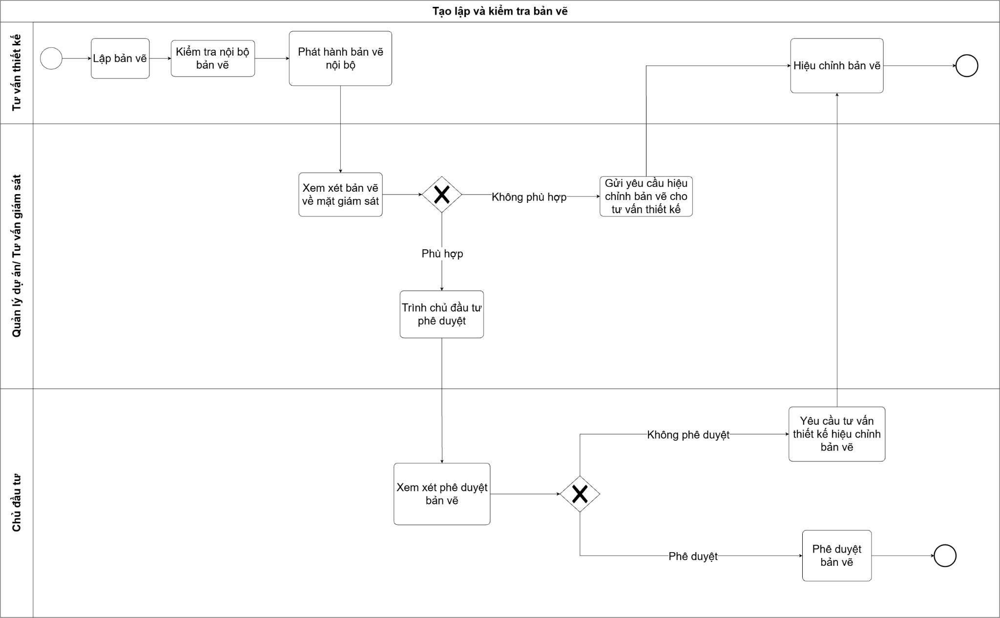 Tạo lập và kiểm tra bản vẽ
Tư vấn thiết kế
Lập bản vẽ
Kiểm tra nội bộ
bản vẽ
Phát hành bản vẽ
nội bộ
Hiệu chỉnh bản vẽ
Quản lý dự án/ Tư vấn giám sát
Xem xét bản vẽ
về mặt giám sát
Không phù hợp
Gửi yêu cầu hiệu
chỉnh bản vẽ cho
tư vấn thiết kế
Phù hợp
Trình chủ đầu tư
phê duyệt
Chủ đầu tư
Xem xét phê duyệt
bản vẽ
Không phê duyệt
Yêu cầu tư vấn
thiết kế hiệu chỉnh
bản vẽ
Phê duyệt
Phê duyệt
bản vẽ